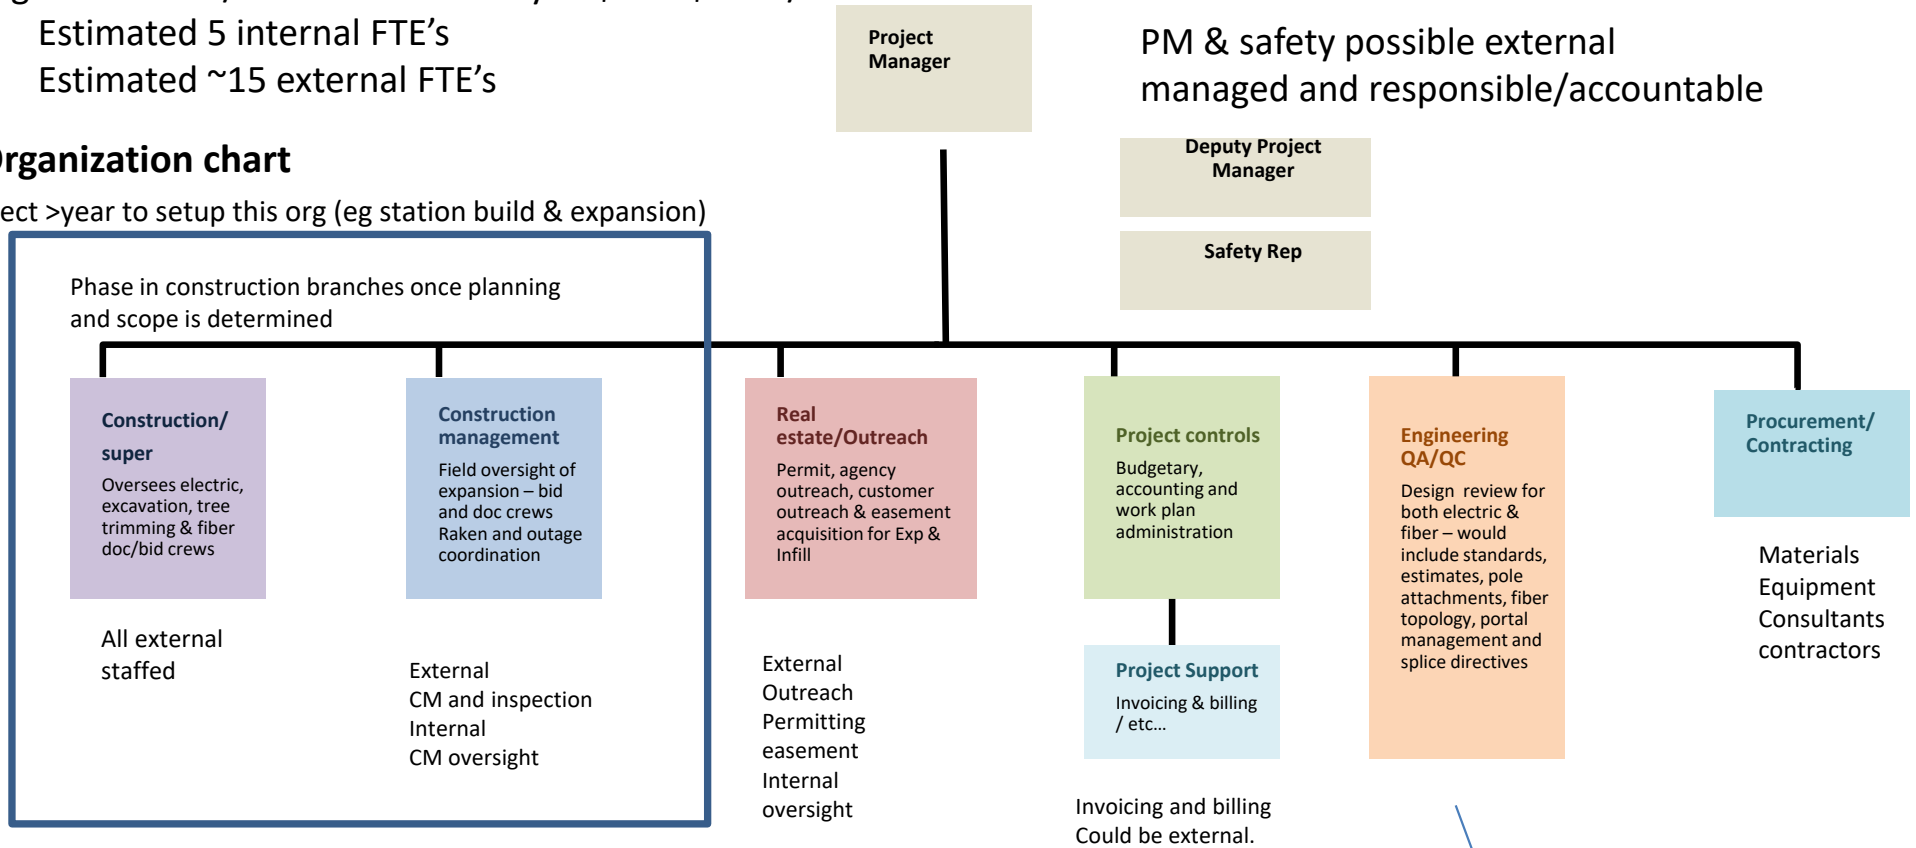 Estimated 5 internal FTE's
Estimated ~15 external FTE's
Project
Manager
PM & safety possible external
managed and responsible/accountable
Organization chart
Deputy Project
Manager
ect >year to setup this org (eg station build & expansion)
Safety Rep
Phase in construction branches once planning
and scope is determined
Construction/
super
Oversees electric,
excavation, tree
trimming & fiber
doc/bid crews
All external
staffed
Construction
management
Field oversight of
expansion – bid
and doc crews
Raken and outage
coordination
External
CM and inspection
Internal
CM oversight
Real
estate/Outreach
Permit, agency
outreach, customer
outreach & easement
acquisition for Exp &
Infill
External
Outreach
Permitting
easement
Internal
oversight
Project controls
Budgetary,
accounting and
work plan
administration
Project Support
Invoicing & billing
/ etc...
Invoicing and billing
Could be external.
Engineering
QA/QC
Design review for
both electric &
fiber – would
include standards,
estimates, pole
attachments, fiber
topology, portal
management and
splice directives
Procurement/
Contracting
Materials
Equipment
Consultants
contractors